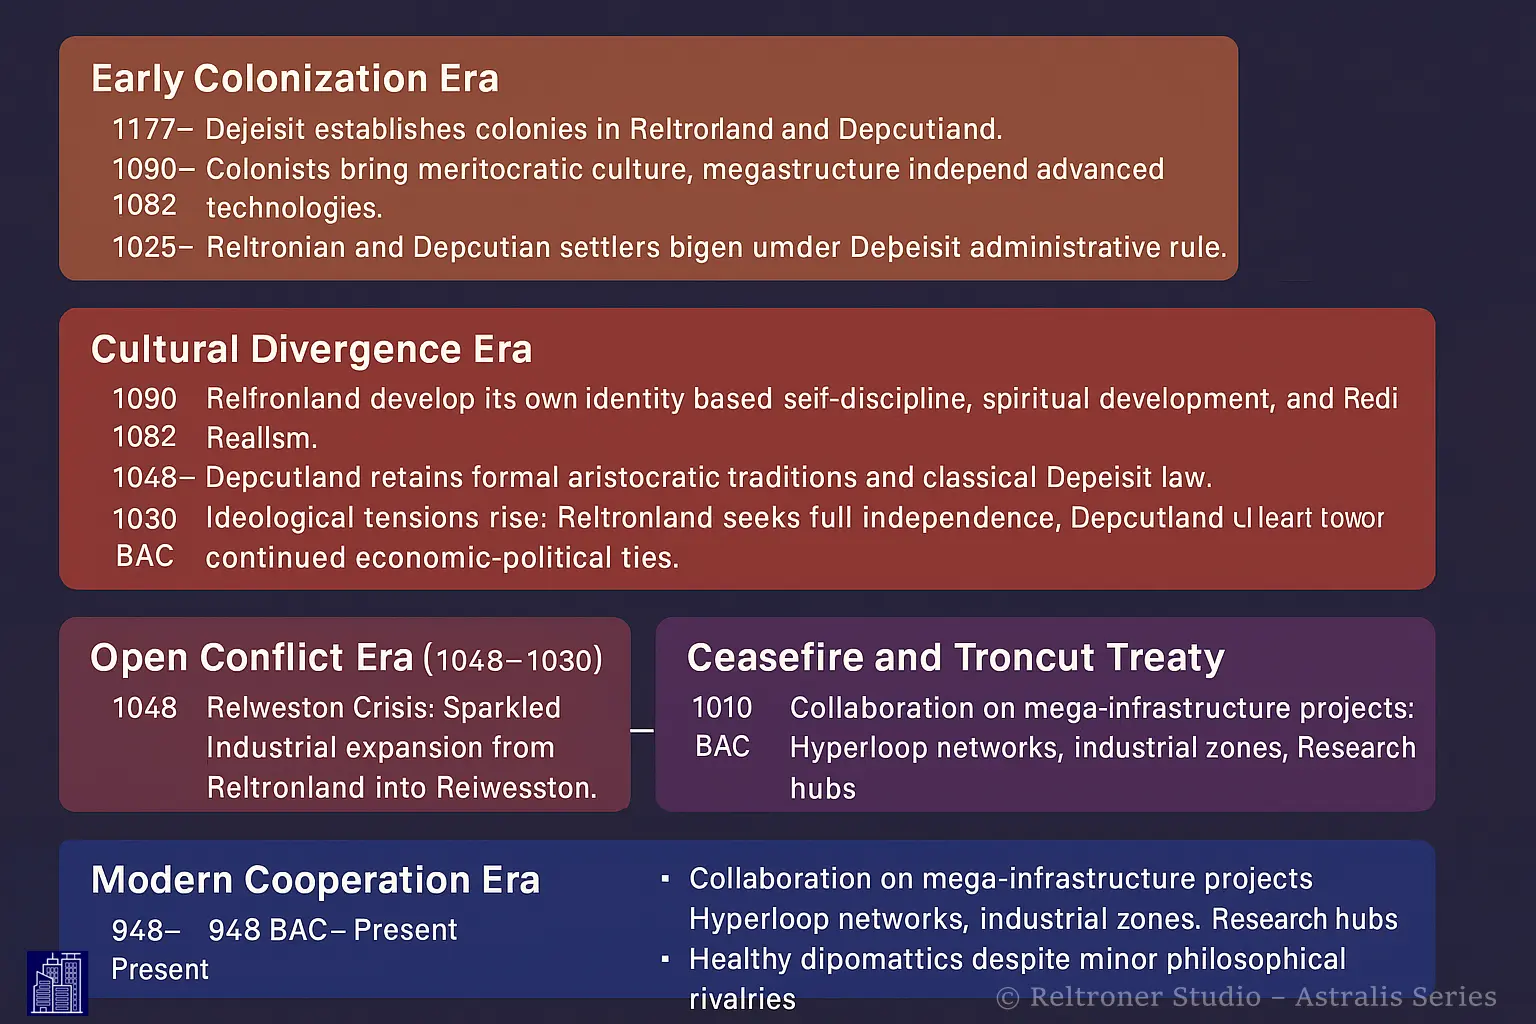 Early Colonization Era
1177– Dejeisit establishes colonies in Reltrorland and Depcutiand.
1090– Colonists bring meritocratic culture, megastructure independ advanced
1082 technologies.
1025– Reltronian and Depcutian settlers bigen umder Deþeisit administrative rule.
Cultural Divergence Era
1090 Relfronland develop its own identity based seif-discipline, spiritual development, and Redi
1082 Reallsm.
1048– Depcutland retains formal aristocratic traditions and classical Depeisit law.
1030 Ideological tensions rise: Reltronland seeks full independence, Depcutland leart towor
BAC continued economic-political ties.
Open Conflict Era (1048–1030)
1048 Relweston Crisis: Sparkled
Industrial expansion from
Reltronland into Reiwesston.
Ceasefire and Troncut Treaty
1010 Collaboration on mega-infrastructure projects:
BAC Hyperloop networks, industrial zones, Research
hubs
Modern Cooperation Era
948– 948 BAC – Present
Present
▪ Collaboration on mega-infrastructure projects
Hyperloop networks, industrial zones. Research hubs
▪ Healthy dipomattics despite minor philosophical
rivalries
© Reltroner Studio – Astralis Series